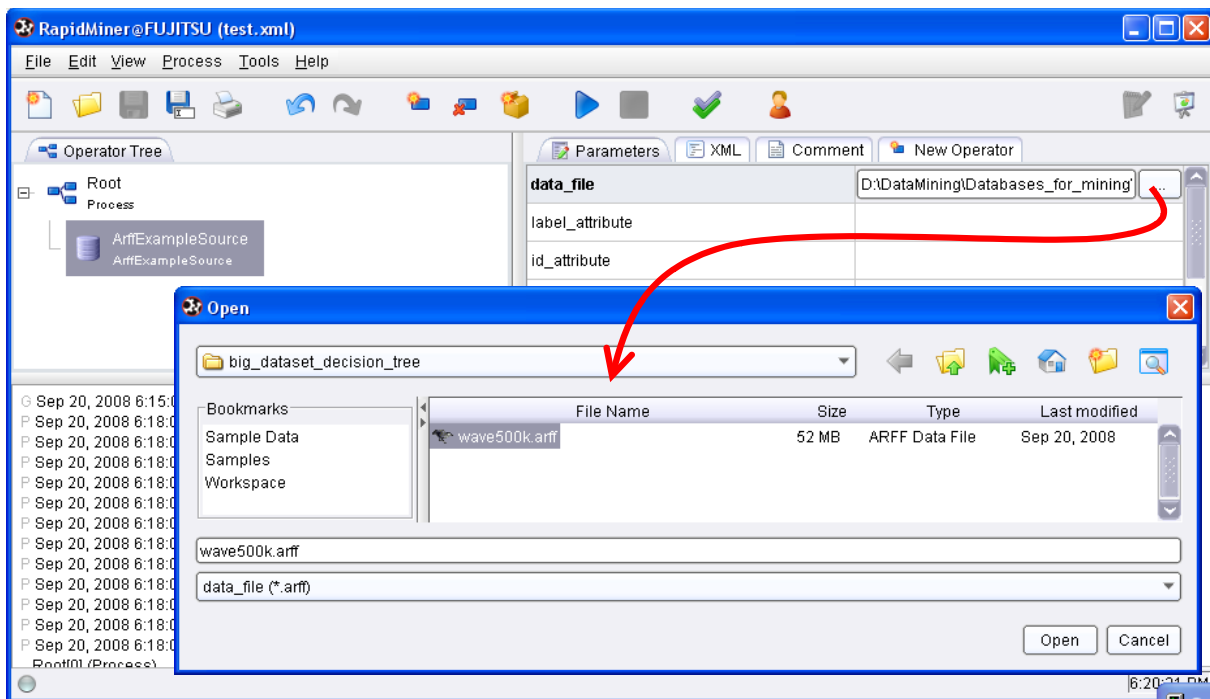 RapidMiner@FUJITSU (test.xml)
File Edit View Process Tools Help
Operator Tree
Parameters XML Comment New Operator
Root
Process
ArffExampleSource
ArffExampleSource
data_file D:\DataMining\Databases_for_mining\ ...
label_attribute
id_attribute
Open
big_dataset_decision_tree
Bookmarks
Sample Data
Samples
Workspace
File Name Size Type Last modified
wave500k.arff 52 MB ARFF Data File Sep 20, 2008
wave500k.arff
data_file (*.arff)
Open Cancel
G Sep 20, 2008 6:15:0
P Sep 20, 2008 6:18:0
P Sep 20, 2008 6:18:0
P Sep 20, 2008 6:18:0
P Sep 20, 2008 6:18:0
P Sep 20, 2008 6:18:0
P Sep 20, 2008 6:18:0
P Sep 20, 2008 6:18:0
P Sep 20, 2008 6:18:0
P Sep 20, 2008 6:18:0
P Sep 20, 2008 6:18:0
P Sep 20, 2008 6:18:0
P Sep 20, 2008 6:18:0
Root[0] (Process)
6:20:21 PM